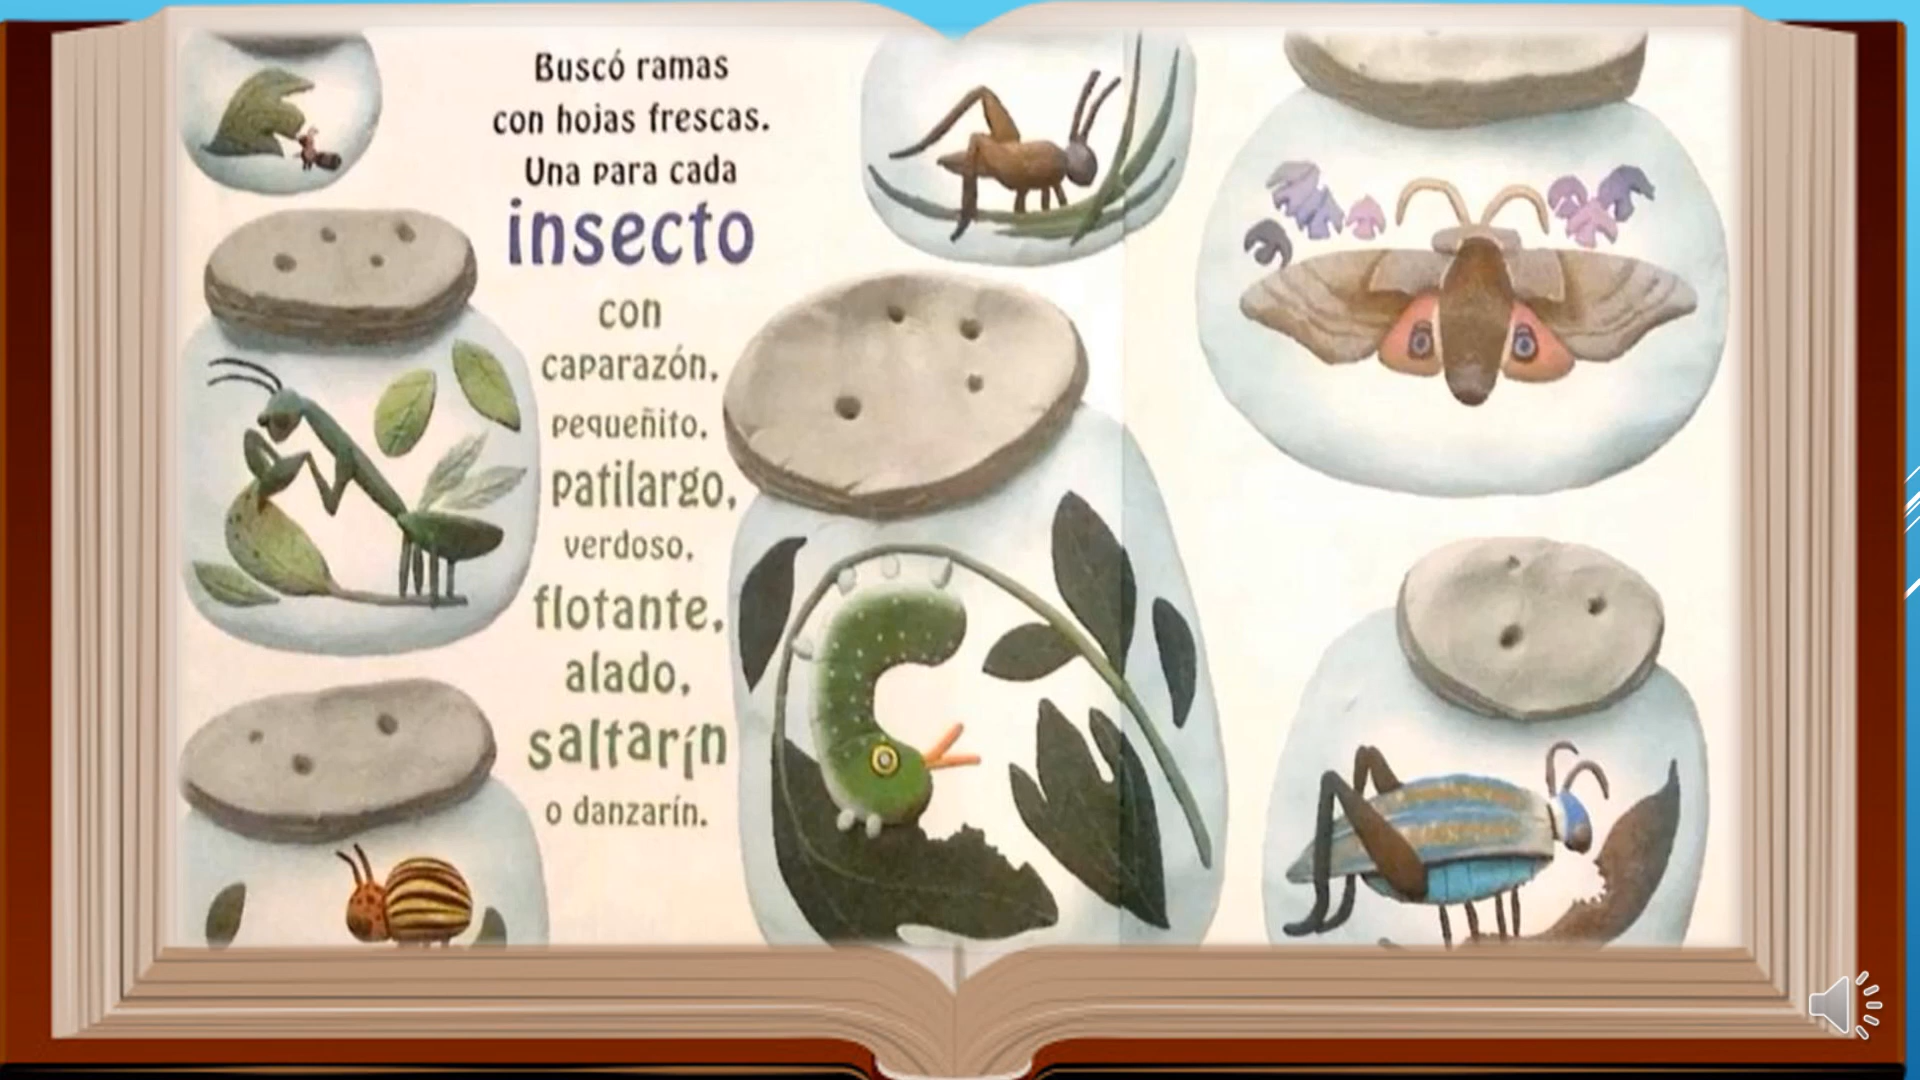 Buscó ramas
con hojas frescas.
Una para cada
insecto
con
caparazón,
pequeñito,
patilargo,
verdoso,
flotante,
alado,
saltarín
o danzarín.